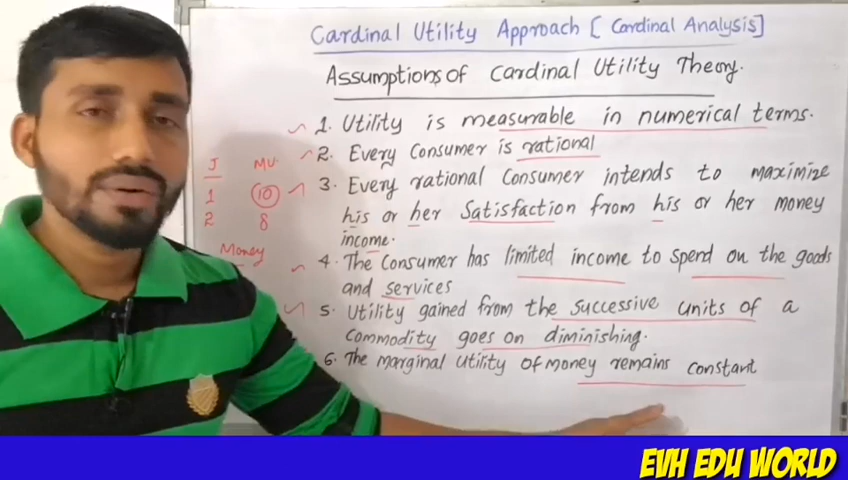 Cardinal Utility Approach [ Cardinal Analysis]
Assumptions of Cardinal Utility Theory.
1. Utility is measurable in numerical terms.
2. Every Consumer is rational
3. Every rational Consumer intends to maximize
his or her Satisfaction from his or her money
income.
4. The Consumer has limited income to spend on the goods
and services
5. Utility gained from the successive units of a
Commodity goes on diminishing.
6. The marginal utility of money remains constant
J MU
1 10
2 8
Money
EVH EDU WORLD